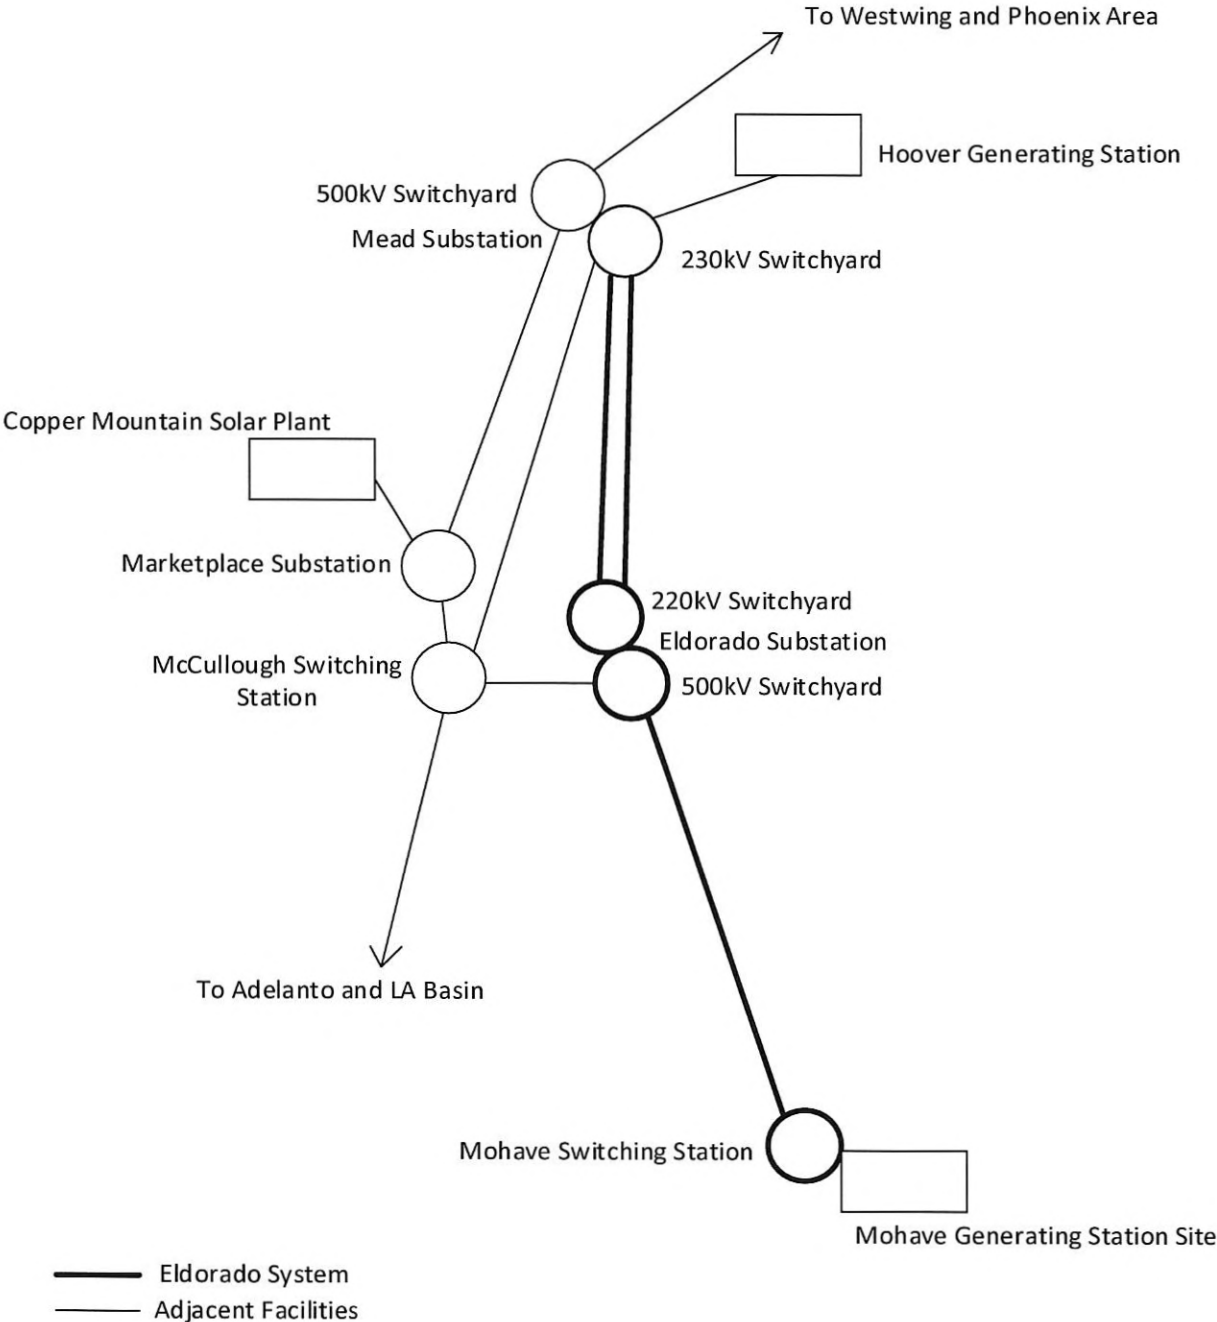 To Westwing and Phoenix Area
Hoover Generating Station
500kV Switchyard
Mead Substation
230kV Switchyard
Copper Mountain Solar Plant
Marketplace Substation
220kV Switchyard
Eldorado Substation
McCullough Switching
Station
500kV Switchyard
To Adelanto and LA Basin
Mohave Switching Station
Mohave Generating Station Site
Eldorado System
Adjacent Facilities